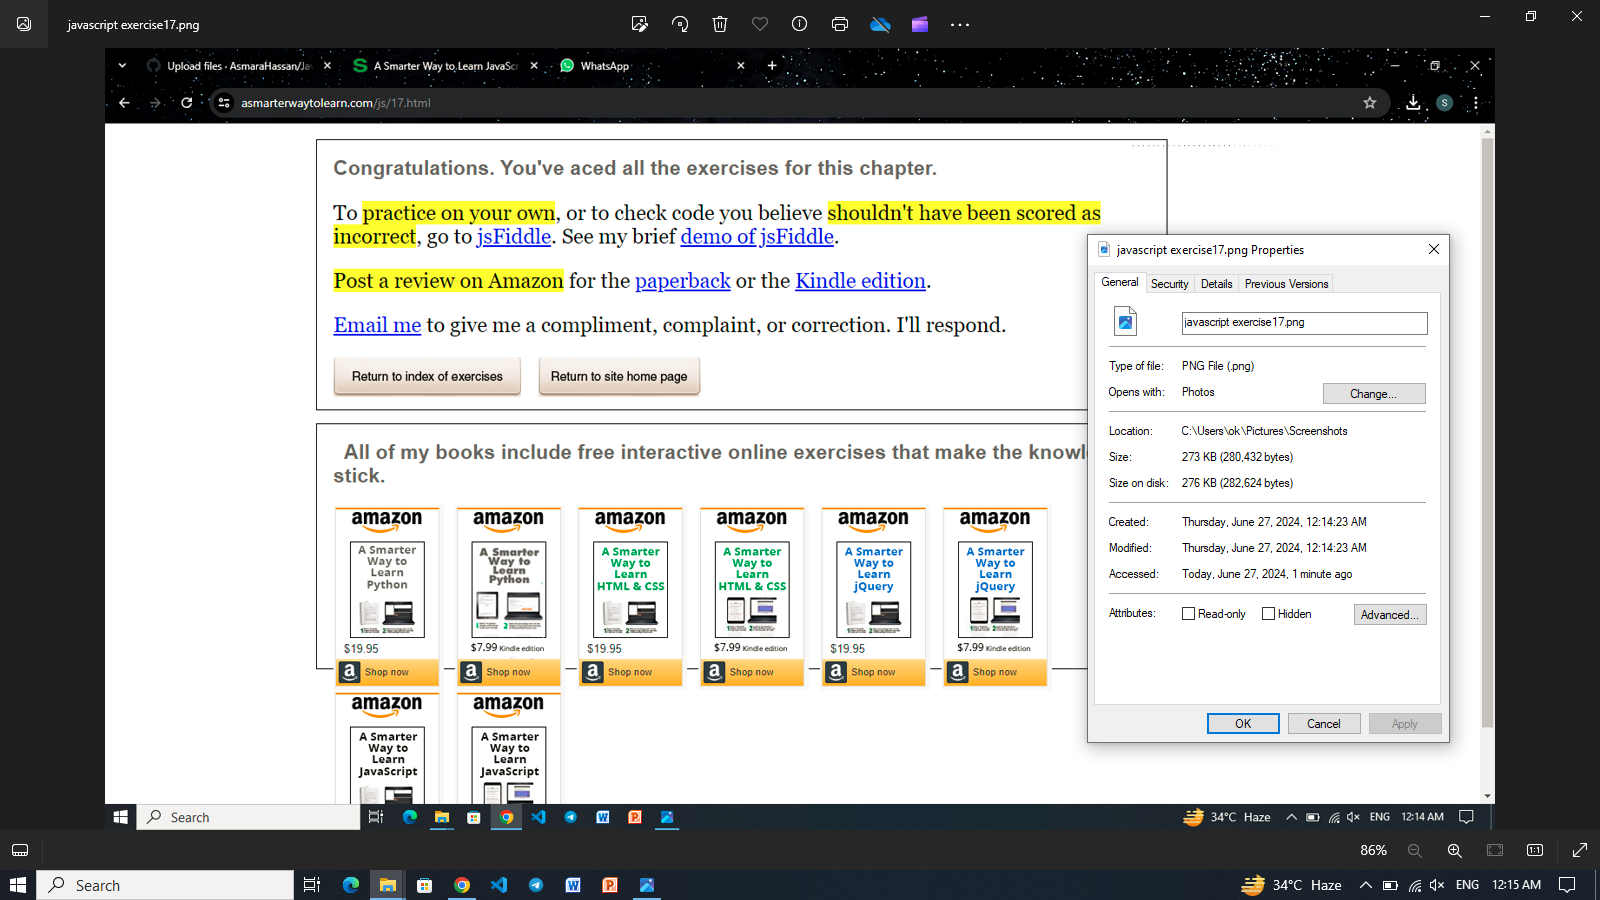 javascript exercise17.png
Upload files · AsmaraHassan/Ja
A Smarter Way to Learn JavaScr
WhatsApp
asmarterwaytolearn.com/js/17.html
S
Congratulations. You've aced all the exercises for this chapter.
To practice on your own, or to check code you believe shouldn't have been scored as
incorrect, go to jsFiddle. See my brief demo of jsFiddle.
Post a review on Amazon for the paperback or the Kindle edition.
Email me to give me a compliment, complaint, or correction. I'll respond.
Return to index of exercises
Return to site home page
All of my books include free interactive online exercises that make the knowl
stick.
amazon
A Smarter
Way to
Learn
Python
$19.95
Shop now
amazon
A Smarter
Way to
Learn
Python
$7.99 Kindle edition
Shop now
amazon
A Smarter
Way to
Learn
HTML & CSS
$19.95
Shop now
amazon
A Smarter
Way to
Learn
HTML & CSS
$7.99 Kindle edition
Shop now
amazon
A Smarter
Way to
Learn
jQuery
$19.95
Shop now
amazon
A Smarter
Way to
Learn
jQuery
$7.99 Kindle edition
Shop now
amazon
A Smarter
Way to
Learn
JavaScript
amazon
A Smarter
Way to
Learn
JavaScript
javascript exercise17.png Properties
General
Security
Details
Previous Versions
javascript exercise17.png
Type of file: PNG File (.png)
Opens with: Photos
Change...
Location: C:\Users\ok\Pictures\Screenshots
Size: 273 KB (280,432 bytes)
Size on disk: 276 KB (282,624 bytes)
Created: Thursday, June 27, 2024, 12:14:23 AM
Modified: Thursday, June 27, 2024, 12:14:23 AM
Accessed: Today, June 27, 2024, 1 minute ago
Attributes: Read-only Hidden
Advanced...
OK
Cancel
Apply
Search
34°C Haze
ENG
12:14 AM
86%
1:1
Search
34°C Haze
ENG
12:15 AM